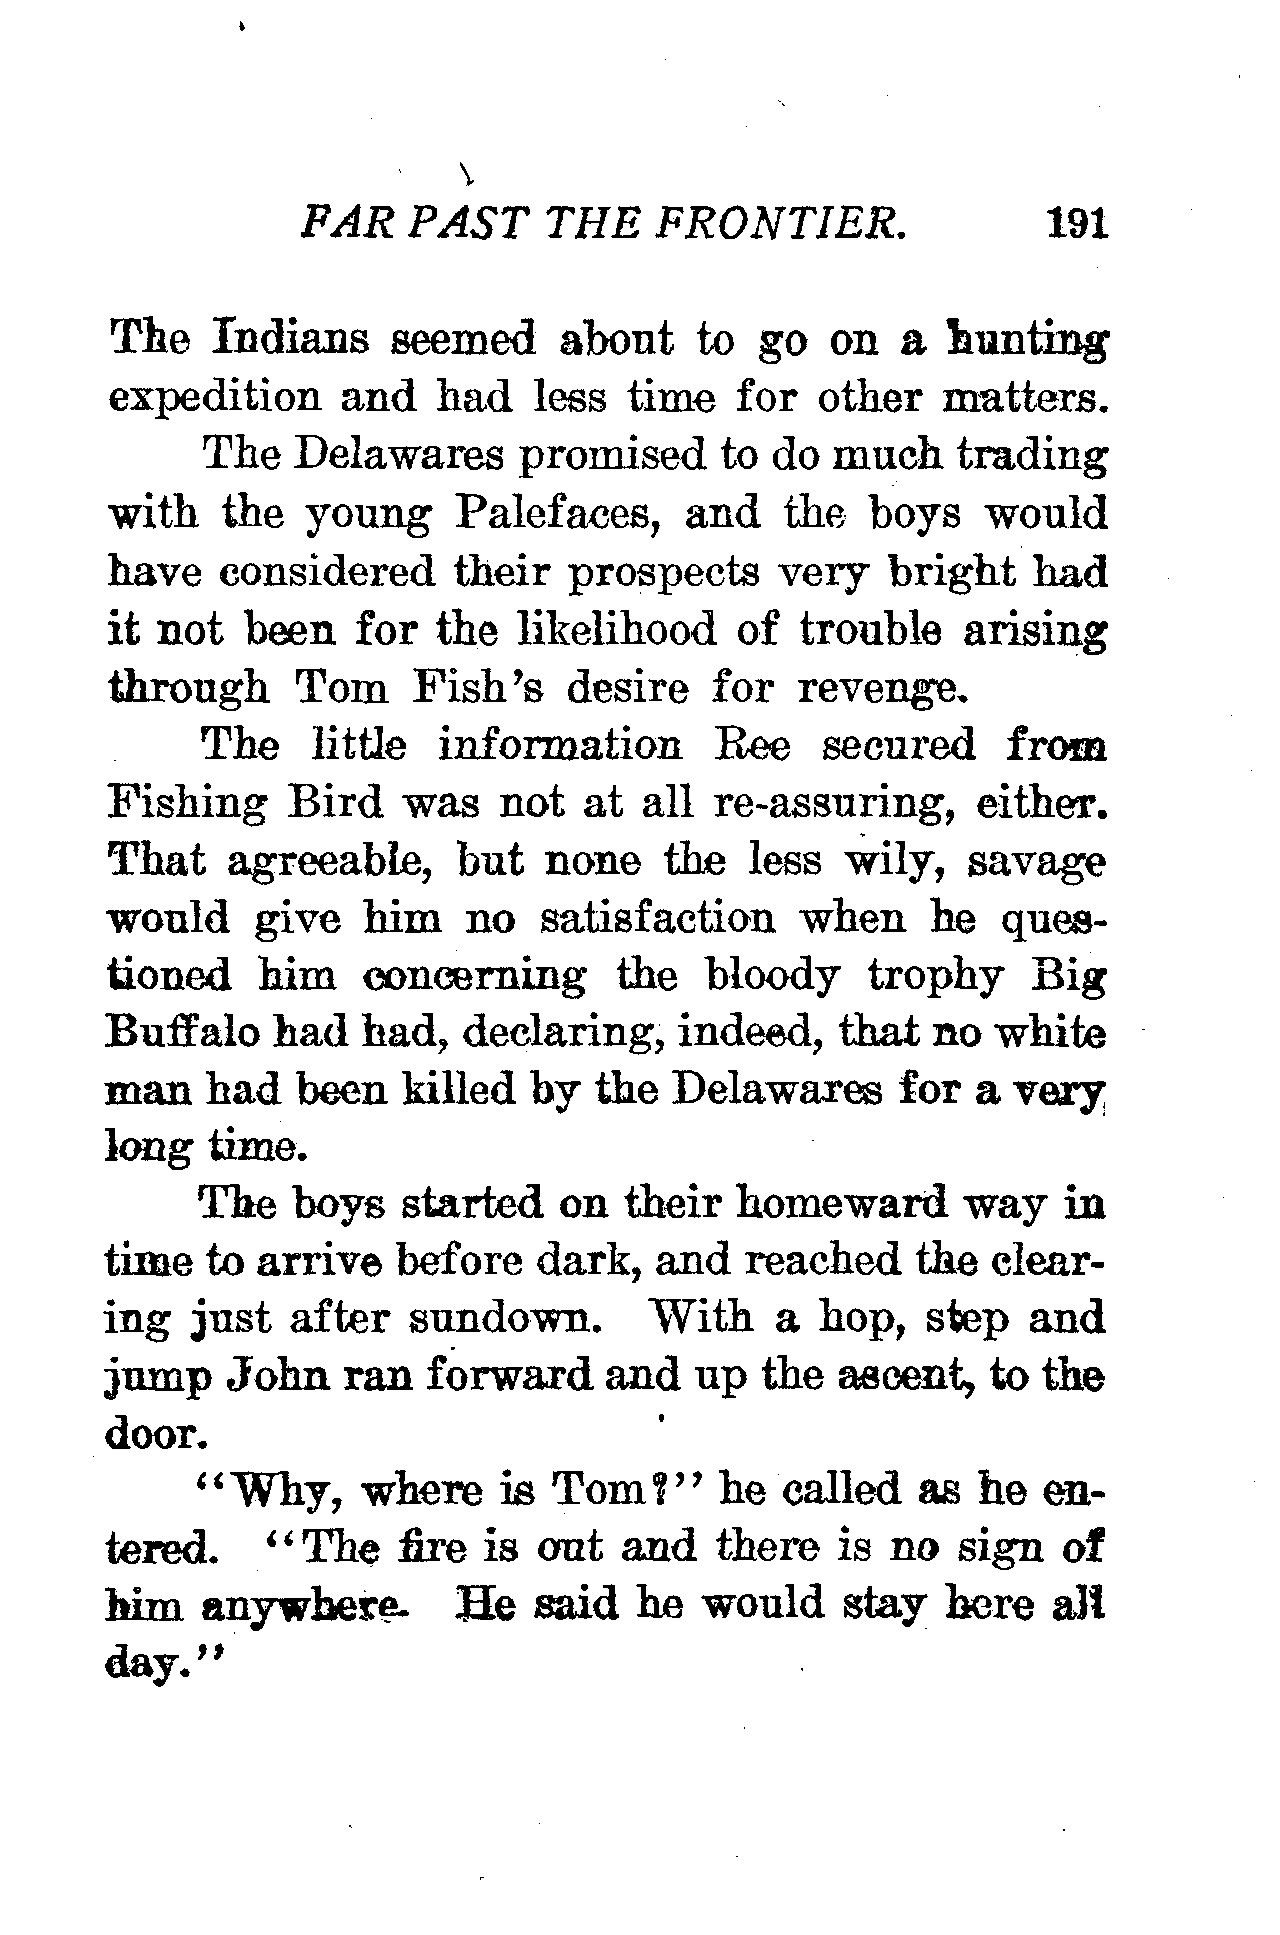 FAR PAST THE FRONTIER. 191
The Indians seemed about to go on a hunting
expedition and had less time for other matters.
The Delawares promised to do much trading
with the young Palefaces, and the boys would
have considered their prospects very bright had
it not been for the likelihood of trouble arising
through Tom Fish's desire for revenge.
The little information Ree secured from
Fishing Bird was not at all re-assuring, either.
That agreeable, but none the less wily, savage
would give him no satisfaction when he ques-
tioned him concerning the bloody trophy Big
Buffalo had had, declaring, indeed, that no white
man had been killed by the Delawares for a very
long time.
The boys started on their homeward way in
time to arrive before dark, and reached the clear-
ing just after sundown. With a hop, step and
jump John ran forward and up the ascent, to the
door.
"Why, where is Tom?" he called as he en-
tered. "The fire is out and there is no sign of
him anywhere. He said he would stay here all
day."